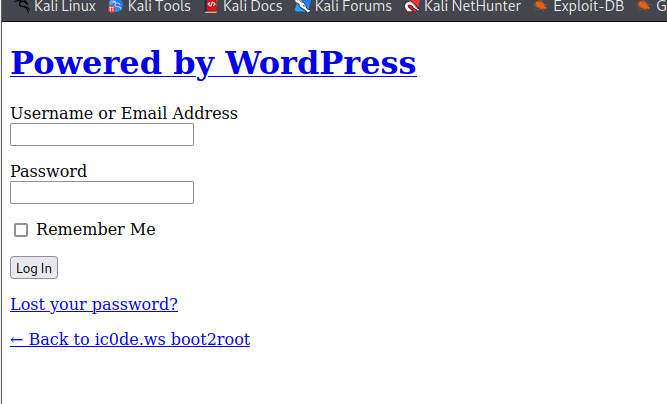 Kali Linux Kali Tools Kali Docs Kali Forums Kali NetHunter Exploit-DB G
Powered by WordPress
Username or Email Address
Password
Remember Me
Log In
Lost your password?
← Back to ic0de.ws boot2root